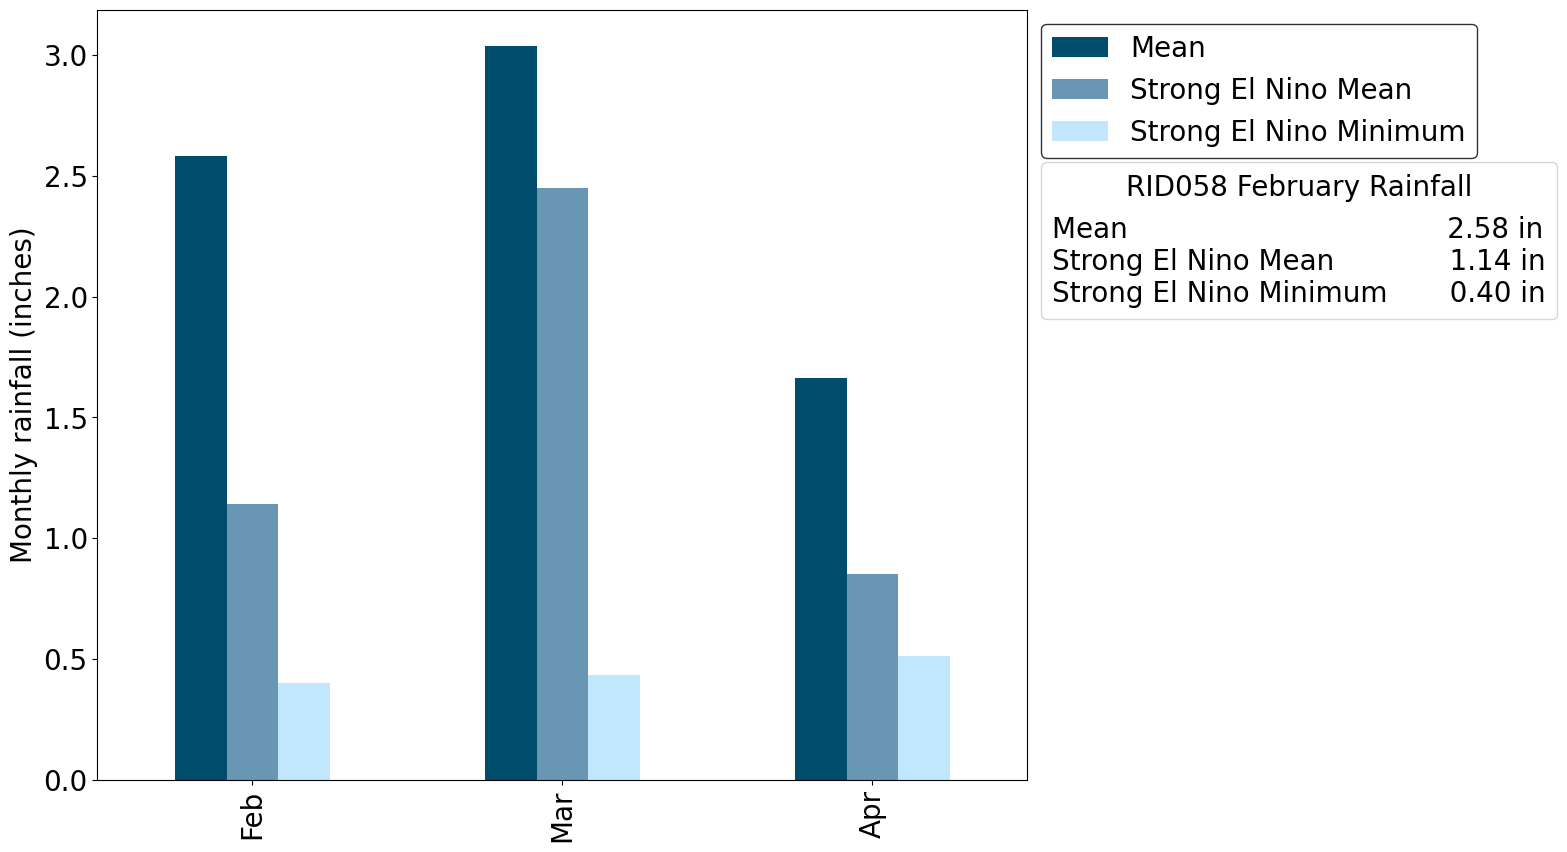 Monthly rainfall (inches)
3.0
2.5
2.0
1.5
1.0
0.5
0.0
Feb
Mar
Apr
Mean
Strong El Nino Mean
Strong El Nino Minimum
RID058 February Rainfall
Mean 2.58 in
Strong El Nino Mean 1.14 in
Strong El Nino Minimum 0.40 in